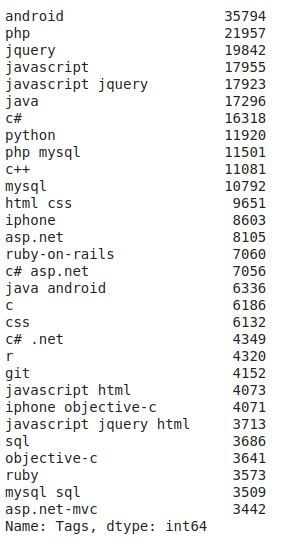 android 35794
php 21957
jquery 19842
javascript 17955
javascript jquery 17923
java 17296
c# 16318
python 11920
php mysql 11501
c++ 11081
mysql 10792
html css 9651
iphone 8603
asp.net 8105
ruby-on-rails 7060
c# asp.net 7056
java android 6336
c 6186
css 6132
c# .net 4349
r 4320
git 4152
javascript html 4073
iphone objective-c 4071
javascript jquery html 3713
sql 3686
objective-c 3641
ruby 3573
mysql sql 3509
asp.net-mvc 3442
Name: Tags, dtype: int64